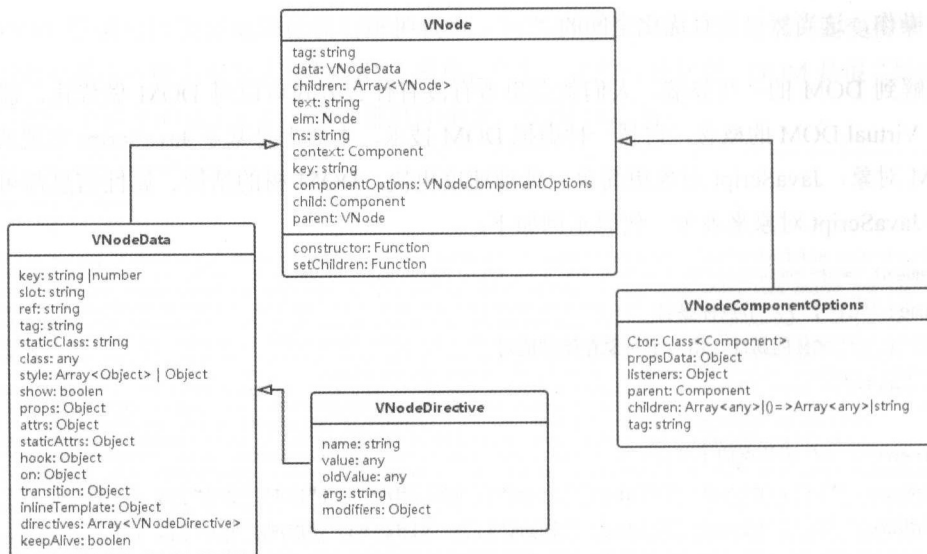 VNode
tag: string
data: VNodeData
children: Array<VNode>
text: string
elm: Node
ns: string
context: Component
key: string
componentOptions: VNodeComponentOptions
child: Component
parent: VNode
constructor: Function
setChildren: Function
VNodeData
key: string |number
slot: string
ref: string
tag: string
staticClass: string
class: any
style: Array<Object> | Object
show: boolen
props: Object
attrs: Object
staticAttrs: Object
hook: Object
on: Object
transition: Object
inlineTemplate: Object
directives: Array<VNodeDirective>
keepAlive: boolen
VNodeDirective
name: string
value: any
oldValue: any
arg: string
modifiers: Object
VNodeComponentOptions
Ctor: Class<Component>
propsData: Object
listeners: Object
parent: Component
children: Array<any>|()=>Array<any>|string
tag: string